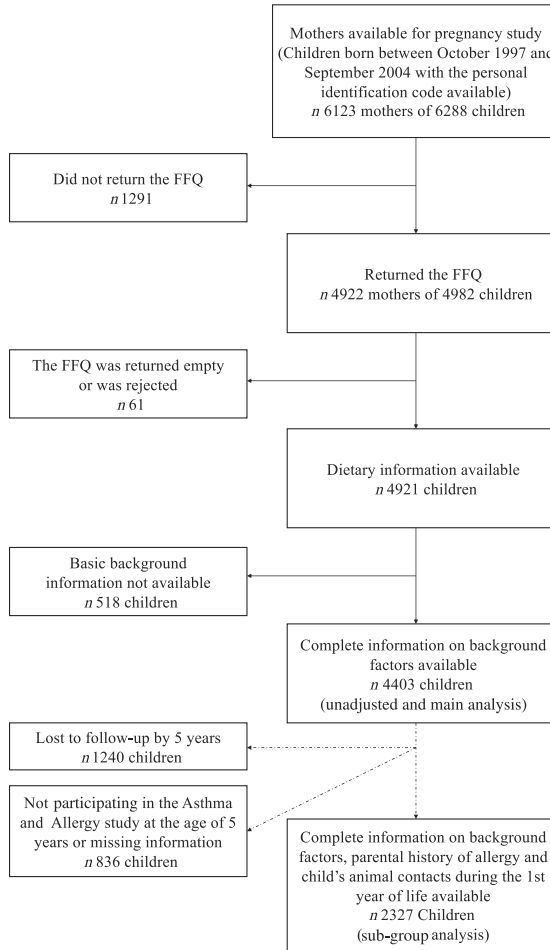 Mothers available for pregnancy study
(Children born between October 1997 and
September 2004 with the personal
identification code available)
n 6123 mothers of 6288 children
Did not return the FFQ
n 1291
Returned the FFQ
n 4922 mothers of 4982 children
The FFQ was returned empty
or was rejected
n 61
Dietary information available
n 4921 children
Basic background
information not available
n 518 children
Complete information on background
factors available
n 4403 children
(unadjusted and main analysis)
Lost to follow-up by 5 years
n 1240 children
Not participating in the Asthma
and Allergy study at the age of 5
years or missing information
n 836 children
Complete information on background
factors, parental history of allergy and
child's animal contacts during the 1st
year of life available
n 2327 Children
(sub-group analysis)